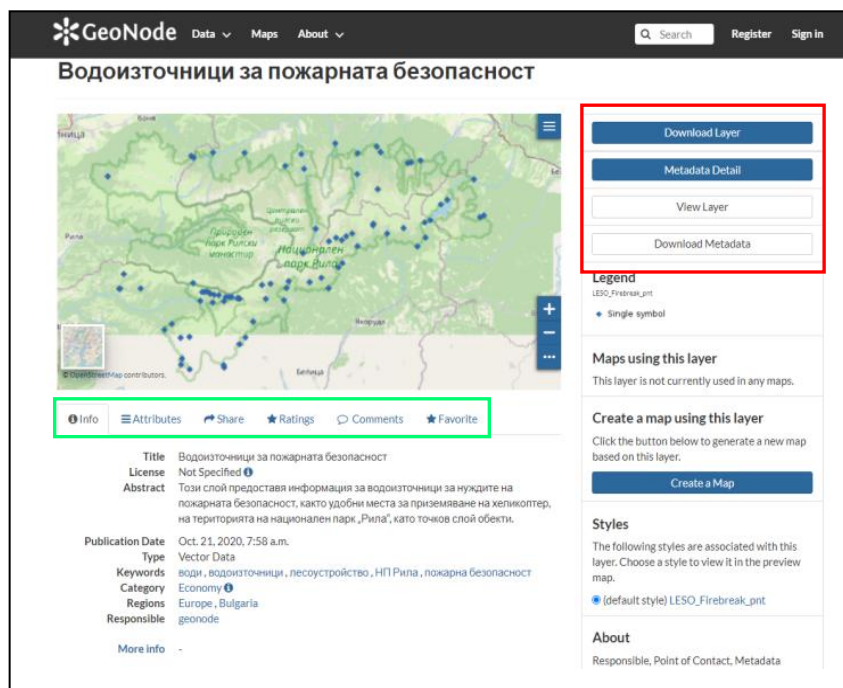 GeoNode Data Maps About Search Register Sign in
Водоизточници за пожарната безопасност
Баня
Рила
Природен
парк Рилски
манастир
Централен
рилски
резерват
Национален
парк Рила
Якоруда
Белица
© OpenStreetMap contributors.
Download Layer
Metadata Detail
View Layer
Download Metadata
Legend
LESO_Firebreak_pnt
Single symbol
Maps using this layer
This layer is not currently used in any maps.
Create a map using this layer
Click the button below to generate a new map
based on this layer.
Create a Map
Styles
The following styles are associated with this
layer. Choose a style to view it in the preview
map.
(default style) LESO_Firebreak_pnt
About
Responsible, Point of Contact, Metadata
Info Attributes Share Ratings Comments Favorite
Title Водоизточници за пожарната безопасност
License Not Specified
Abstract Този слой предоставя информация за водоизточници за нуждите на
пожарната безопасност, както удобни места за приземяване на хеликоптер,
на територията на национален парк „Рила", като точков слой обекти.
Publication Date Oct. 21, 2020, 7:58 a.m.
Type Vector Data
Keywords води , водоизточници , лесоустройство , НП Рила , пожарна безопасност
Category Economy
Regions Europe , Bulgaria
Responsible geonode
More info -